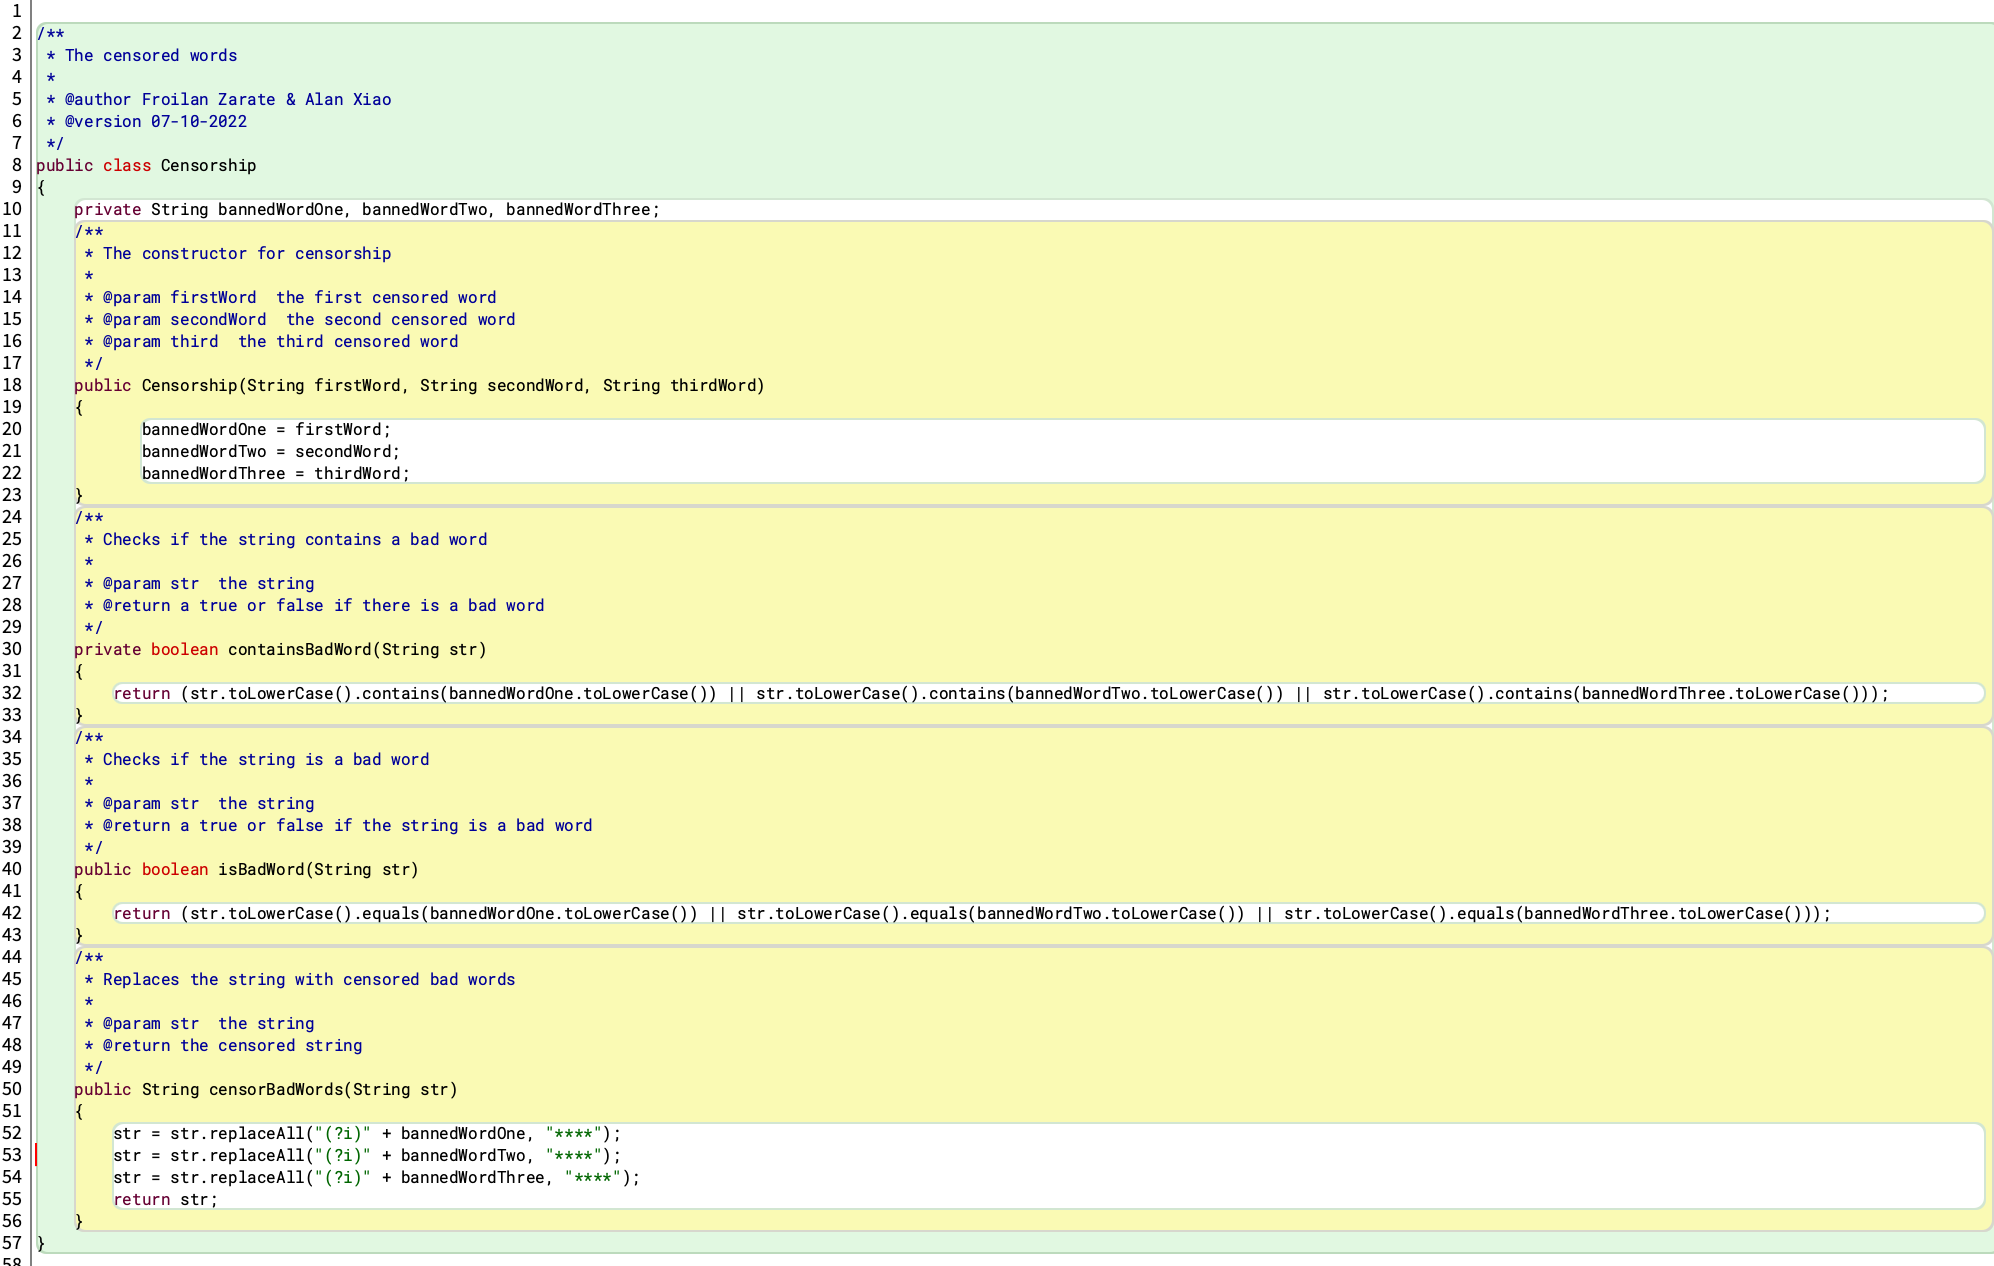 1
2 /**
3  * The censored words
4  *
5  * @author Froilan Zarate & Alan Xiao
6  * @version 07-10-2022
7  */
8 public class Censorship
9 {
10     private String bannedWordOne, bannedWordTwo, bannedWordThree;
11     /**
12      * The constructor for censorship
13      *
14      * @param firstWord  the first censored word
15      * @param secondWord  the second censored word
16      * @param third  the third censored word
17      */
18     public Censorship(String firstWord, String secondWord, String thirdWord)
19     {
20            bannedWordOne = firstWord;
21            bannedWordTwo = secondWord;
22            bannedWordThree = thirdWord;
23     }
24     /**
25      * Checks if the string contains a bad word
26      *
27      * @param str  the string
28      * @return a true or false if there is a bad word
29      */
30     private boolean containsBadWord(String str)
31     {
32         return (str.toLowerCase().contains(bannedWordOne.toLowerCase()) || str.toLowerCase().contains(bannedWordTwo.toLowerCase()) || str.toLowerCase().contains(bannedWordThree.toLowerCase()));
33     }
34     /**
35      * Checks if the string is a bad word
36      *
37      * @param str  the string
38      * @return a true or false if the string is a bad word
39      */
40     public boolean isBadWord(String str)
41     {
42         return (str.toLowerCase().equals(bannedWordOne.toLowerCase()) || str.toLowerCase().equals(bannedWordTwo.toLowerCase()) || str.toLowerCase().equals(bannedWordThree.toLowerCase()));
43     }
44     /**
45      * Replaces the string with censored bad words
46      *
47      * @param str  the string
48      * @return the censored string
49      */
50     public String censorBadWords(String str)
51     {
52         str = str.replaceAll("(?i)" + bannedWordOne, "****");
53         str = str.replaceAll("(?i)" + bannedWordTwo, "****");
54         str = str.replaceAll("(?i)" + bannedWordThree, "****");
55         return str;
56     }
57 }
58